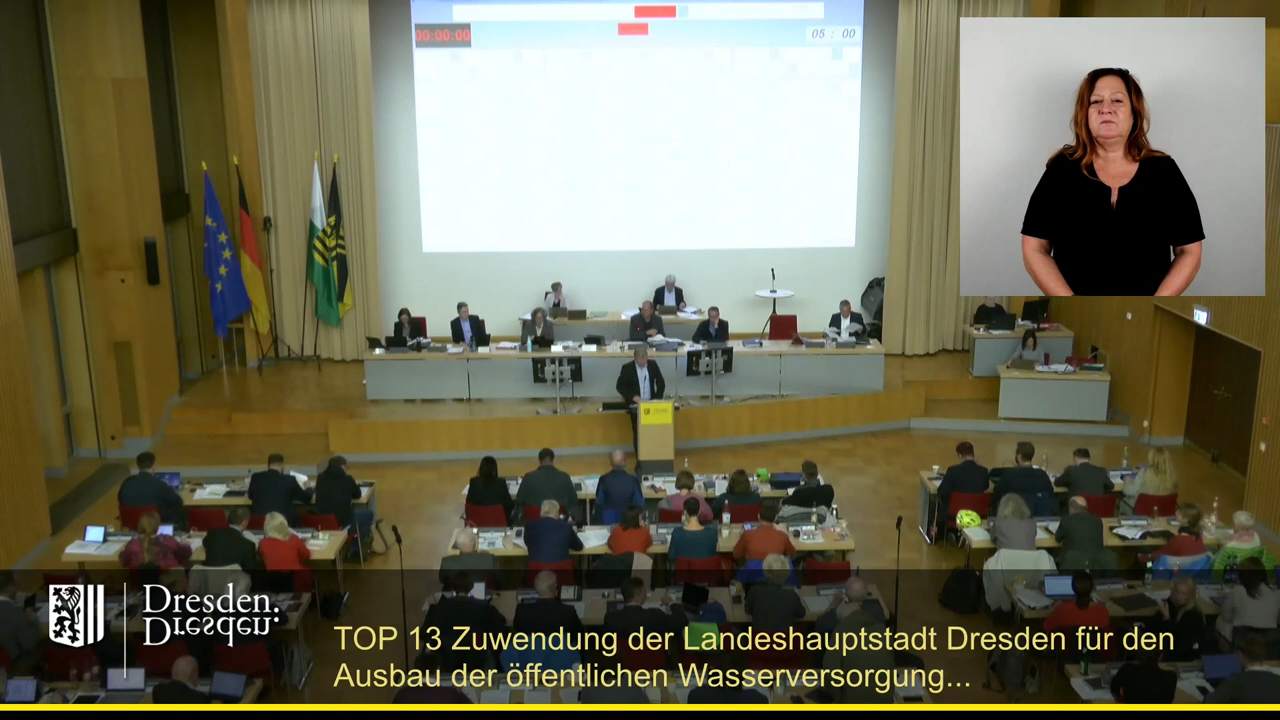 00:00:00
05 : 00
Dresden.
Dresden.
TOP 13 Zuwendung der Landeshauptstadt Dresden für den
Ausbau der öffentlichen Wasserversorgung...